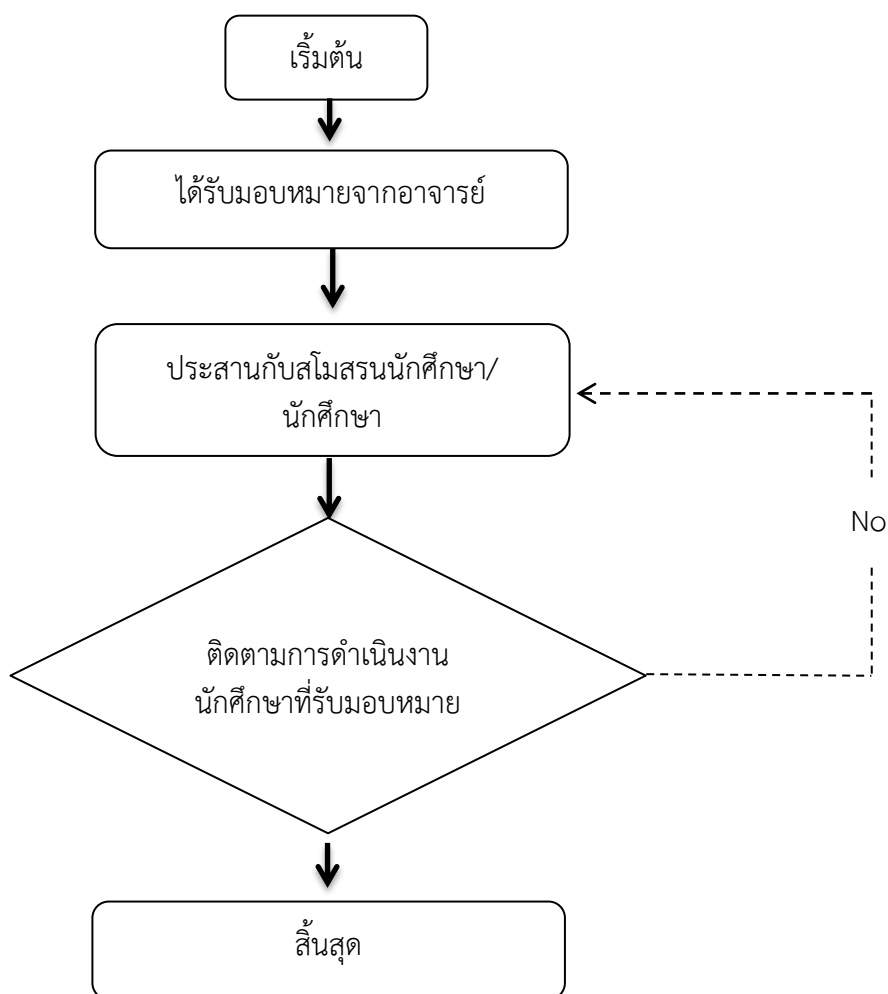 เริ่มต้น
ได้รับมอบหมายจากอาจารย์
ประสานกับสโมสรนักศึกษา/
นักศึกษา
No
ติดตามการดำเนินงาน
นักศึกษาที่รับมอบหมาย
สิ้นสุด